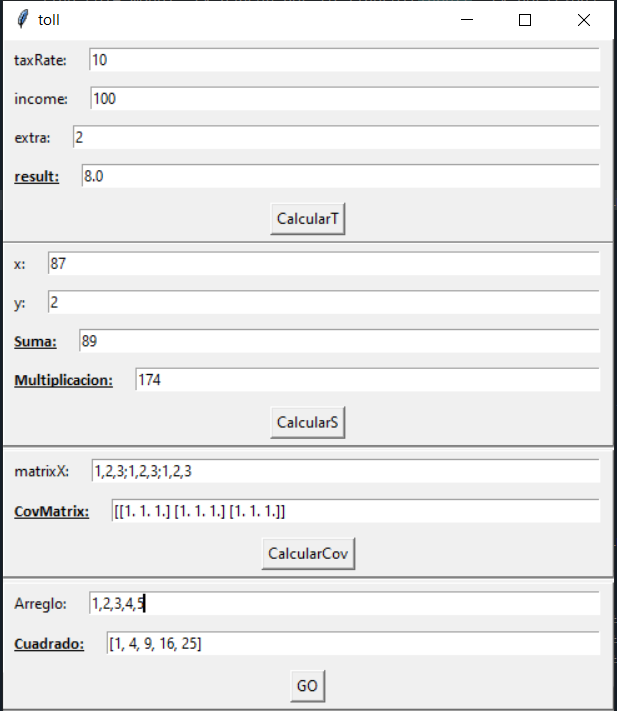 toll
taxRate: 10
income: 100
extra: 2
result: 8.0
CalcularT
x: 87
y: 2
Suma: 89
Multiplicacion: 174
CalcularS
matrixX: 1,2,3;1,2,3;1,2,3
CovMatrix: [[1. 1. 1.] [1. 1. 1.] [1. 1. 1.]]
CalcularCov
Arreglo: 1,2,3,4,5
Cuadrado: [1, 4, 9, 16, 25]
GO